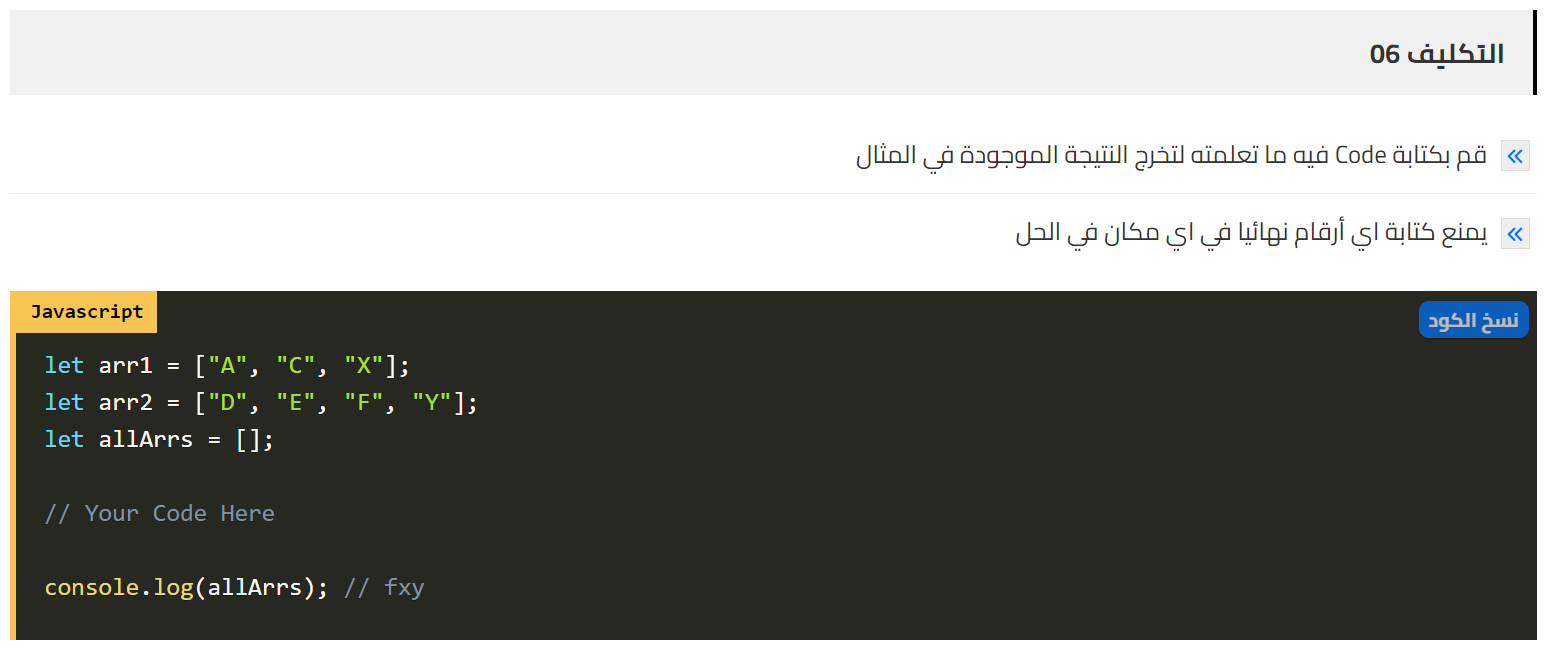 التكليف 06
قم بكتابة Code فيه ما تعلمته لتخرج النتيجة الموجودة في المثال
يمنع كتابة اي أرقام نهائيا في اي مكان في الحل
Javascript
نسخ الكود
let arr1 = ["A", "C", "X"];
let arr2 = ["D", "E", "F", "Y"];
let allArrs = [];
// Your Code Here
console.log(allArrs); // fxy